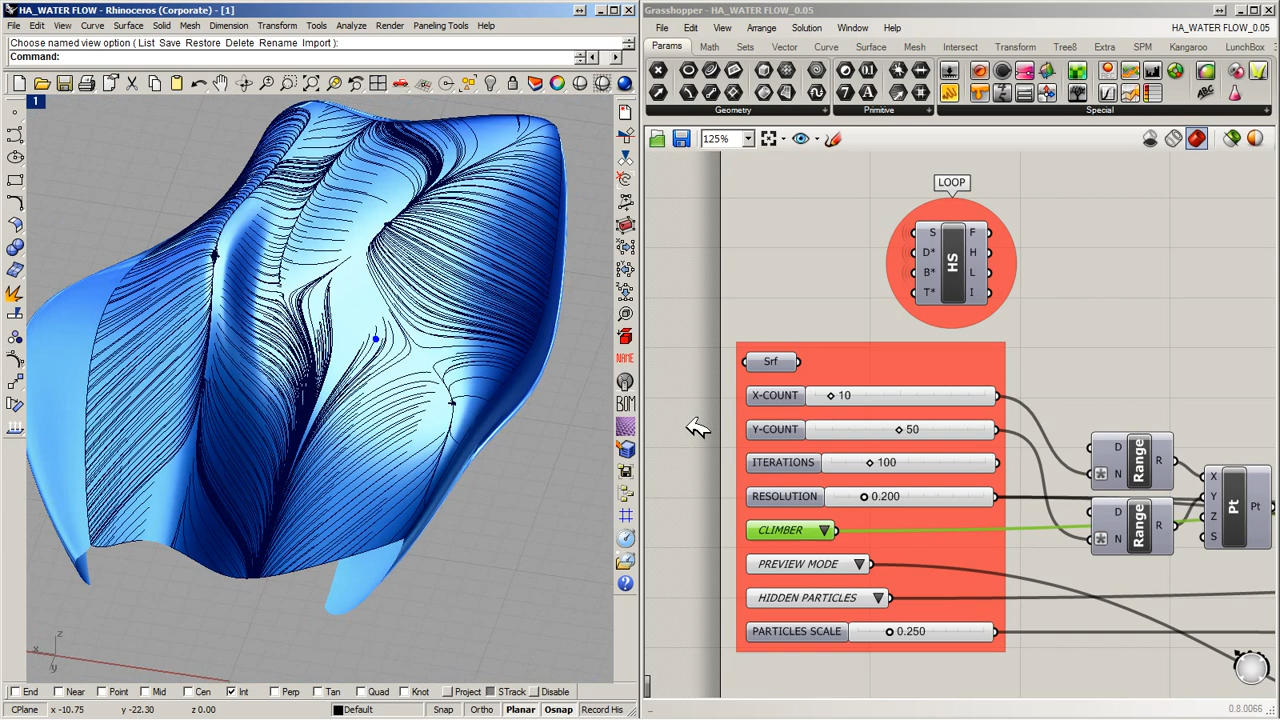 HA_WATER FLOW - Rhinoceros (Corporate) - [1]
File Edit View Curve Surface Solid Mesh Dimension Transform Tools Analyze Render Paneling Tools Help
Choose named view option ( List Save Restore Delete Rename Import ):
Command:
1
NAME
BOM
z
x
y
End Near Point Mid Cen Int Perp Tan Quad Knot Project STrack Disable
CPlane x -10.75 y -22.30 z 0.00 Default Snap Ortho Planar Osnap Record His
Grasshopper - HA_WATER FLOW_0.05
File Edit View Arrange Solution Window Help HA_WATER FLOW_0.05
Params Math Sets Vector Curve Surface Mesh Intersect Transform Tree8 Extra SPM Kangaroo LunchBox
Geometry + Primitive + Special +
125%
LOOP
S HS F
D* H
B* L
T* I
Srf
X-COUNT 10
Y-COUNT 50
ITERATIONS 100
RESOLUTION 0.200
CLIMBER
PREVIEW MODE
HIDDEN PARTICLES
PARTICLES SCALE 0.250
D N Range R
D N Range R
X Y Z S Pt Pt
0.8.0066